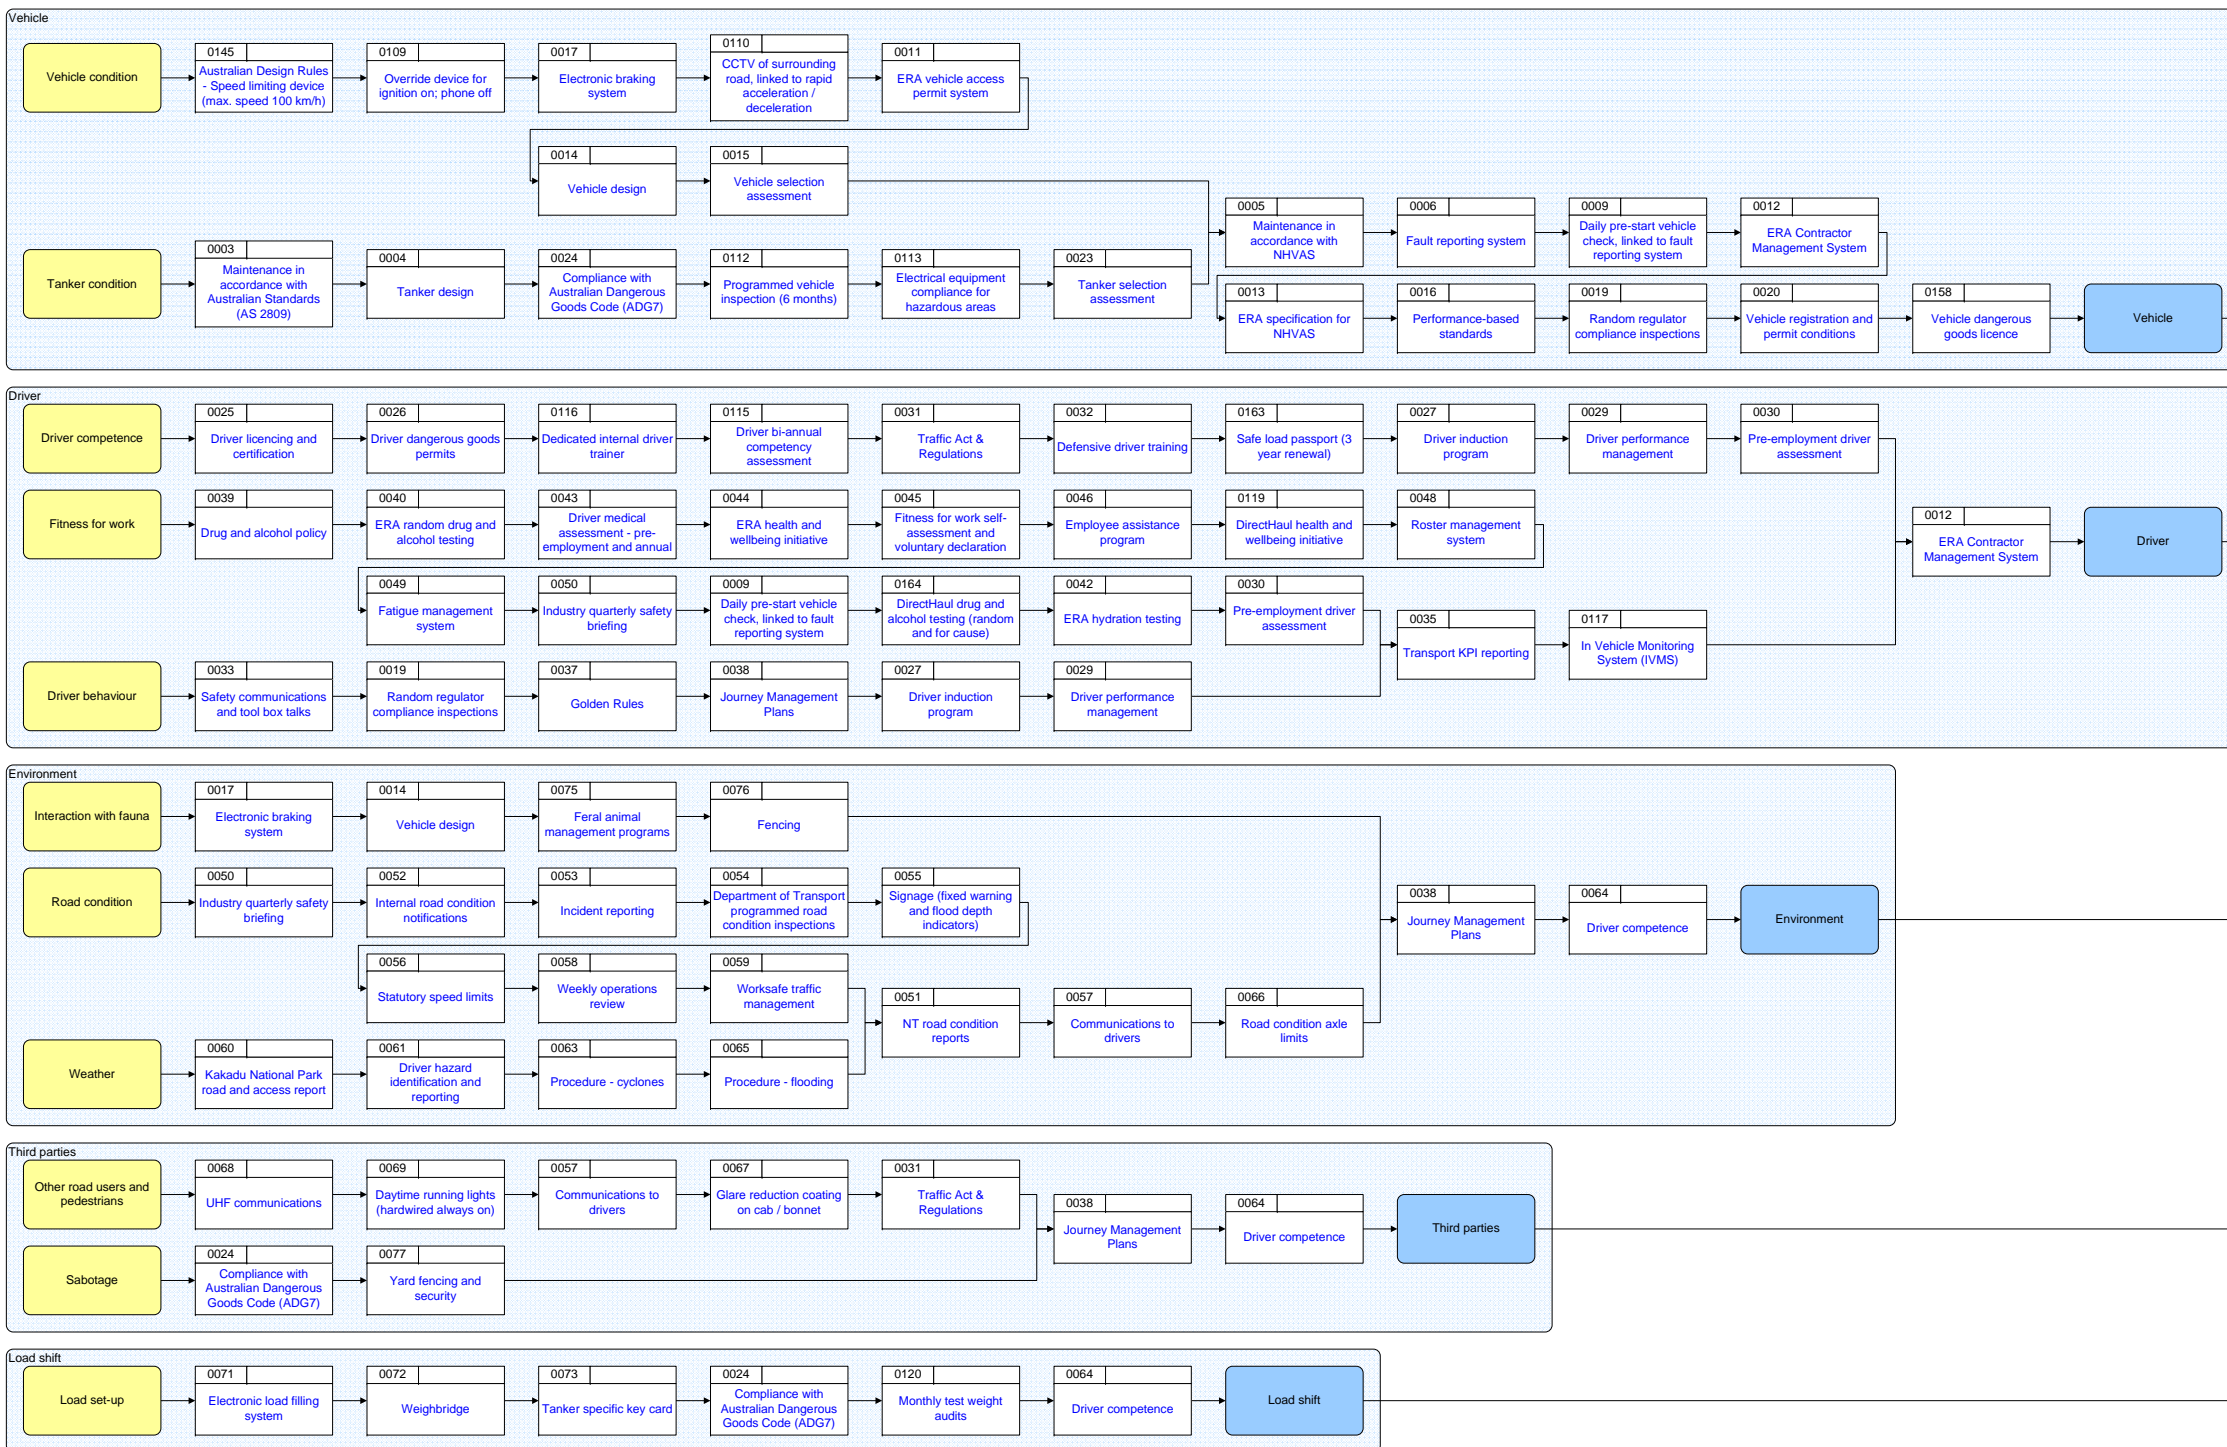 Vehicle
Vehicle condition
0145
Australian Design Rules
- Speed limiting device
(max. speed 100 km/h)
0109
Override device for
ignition on; phone off
0017
Electronic braking
system
0110
CCTV of surrounding
road, linked to rapid
acceleration /
deceleration
0011
ERA vehicle access
permit system
0014
Vehicle design
0015
Vehicle selection
assessment
Tanker condition
0003
Maintenance in
accordance with
Australian Standards
(AS 2809)
0004
Tanker design
0024
Compliance with
Australian Dangerous
Goods Code (ADG7)
0112
Programmed vehicle
inspection (6 months)
0113
Electrical equipment
compliance for
hazardous areas
0023
Tanker selection
assessment
0005
Maintenance in
accordance with
NHVAS
0006
Fault reporting system
0009
Daily pre-start vehicle
check, linked to fault
reporting system
0012
ERA Contractor
Management System
0013
ERA specification for
NHVAS
0016
Performance-based
standards
0019
Random regulator
compliance inspections
0020
Vehicle registration and
permit conditions
0158
Vehicle dangerous
goods licence
Vehicle
Driver
Driver competence
0025
Driver licencing and
certification
0026
Driver dangerous goods
permits
0116
Dedicated internal driver
trainer
0115
Driver bi-annual
competency
assessment
0031
Traffic Act &
Regulations
0032
Defensive driver training
0163
Safe load passport (3
year renewal)
0027
Driver induction
program
0029
Driver performance
management
0030
Pre-employment driver
assessment
Fitness for work
0039
Drug and alcohol policy
0040
ERA random drug and
alcohol testing
0043
Driver medical
assessment - pre-
employment and annual
0044
ERA health and
wellbeing initiative
0045
Fitness for work self-
assessment and
voluntary declaration
0046
Employee assistance
program
0119
DirectHaul health and
wellbeing initiative
0048
Roster management
system
0049
Fatigue management
system
0050
Industry quarterly safety
briefing
0009
Daily pre-start vehicle
check, linked to fault
reporting system
0164
DirectHaul drug and
alcohol testing (random
and for cause)
0042
ERA hydration testing
0030
Pre-employment driver
assessment
Driver behaviour
0033
Safety communications
and tool box talks
0019
Random regulator
compliance inspections
0037
Golden Rules
0038
Journey Management
Plans
0027
Driver induction
program
0029
Driver performance
management
0035
Transport KPI reporting
0117
In Vehicle Monitoring
System (IVMS)
0012
ERA Contractor
Management System
Driver
Environment
Interaction with fauna
0017
Electronic braking
system
0014
Vehicle design
0075
Feral animal
management programs
0076
Fencing
Road condition
0050
Industry quarterly safety
briefing
0052
Internal road condition
notifications
0053
Incident reporting
0054
Department of Transport
programmed road
condition inspections
0055
Signage (fixed warning
and flood depth
indicators)
0056
Statutory speed limits
0058
Weekly operations
review
0059
Worksafe traffic
management
Weather
0060
Kakadu National Park
road and access report
0061
Driver hazard
identification and
reporting
0063
Procedure - cyclones
0065
Procedure - flooding
0051
NT road condition
reports
0057
Communications to
drivers
0066
Road condition axle
limits
0038
Journey Management
Plans
0064
Driver competence
Environment
Third parties
Other road users and
pedestrians
0068
UHF communications
0069
Daytime running lights
(hardwired always on)
0057
Communications to
drivers
0067
Glare reduction coating
on cab / bonnet
0031
Traffic Act &
Regulations
Sabotage
0024
Compliance with
Australian Dangerous
Goods Code (ADG7)
0077
Yard fencing and
security
0038
Journey Management
Plans
0064
Driver competence
Third parties
Load shift
Load set-up
0071
Electronic load filling
system
0072
Weighbridge
0073
Tanker specific key card
0024
Compliance with
Australian Dangerous
Goods Code (ADG7)
0120
Monthly test weight
audits
0064
Driver competence
Load shift